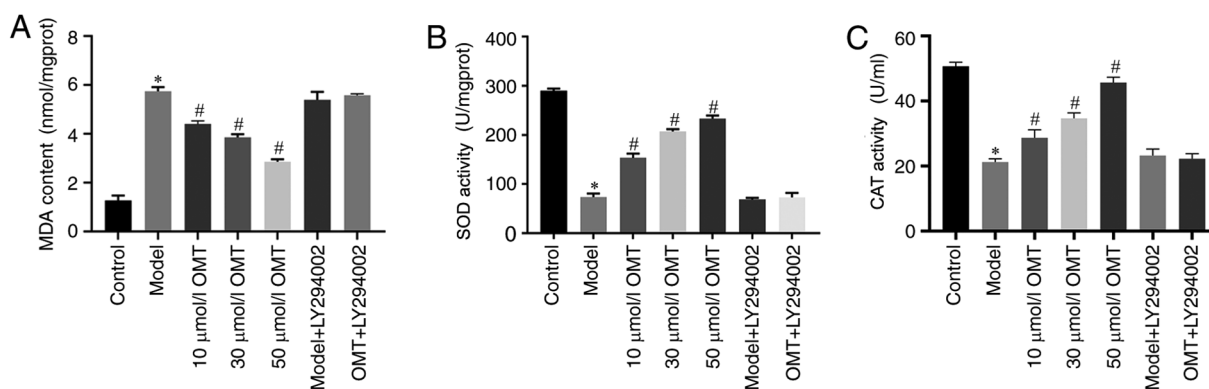 A
MDA content (nmol/mgprot)
8
6
4
2
0
*
#
#
#
Control
Model
10 μmol/l OMT
30 μmol/l OMT
50 μmol/l OMT
Model+LY294002
OMT+LY294002
B
SOD activity (U/mgprot)
400
300
200
100
0
*
#
#
#
Control
Model
10 μmol/l OMT
30 μmol/l OMT
50 μmol/l OMT
Model+LY294002
OMT+LY294002
C
CAT activity (U/ml)
60
40
20
0
*
#
#
#
Control
Model
10 μmol/l OMT
30 μmol/l OMT
50 μmol/l OMT
Model+LY294002
OMT+LY294002